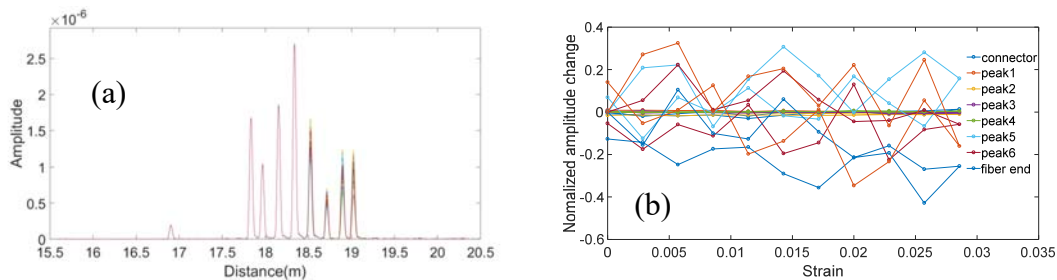 ×10⁻⁶
2.5
2
1.5
1
0.5
0
Amplitude
(a)
15.5 16 16.5 17 17.5 18 18.5 19 19.5 20 20.5
Distance(m)
0.4
0.2
0
-0.2
-0.4
-0.6
Nomalized amplitude change
(b)
connector
peak1
peak2
peak3
peak4
peak5
peak6
fiber end
0 0.005 0.01 0.015 0.02 0.025 0.03 0.035
Strain